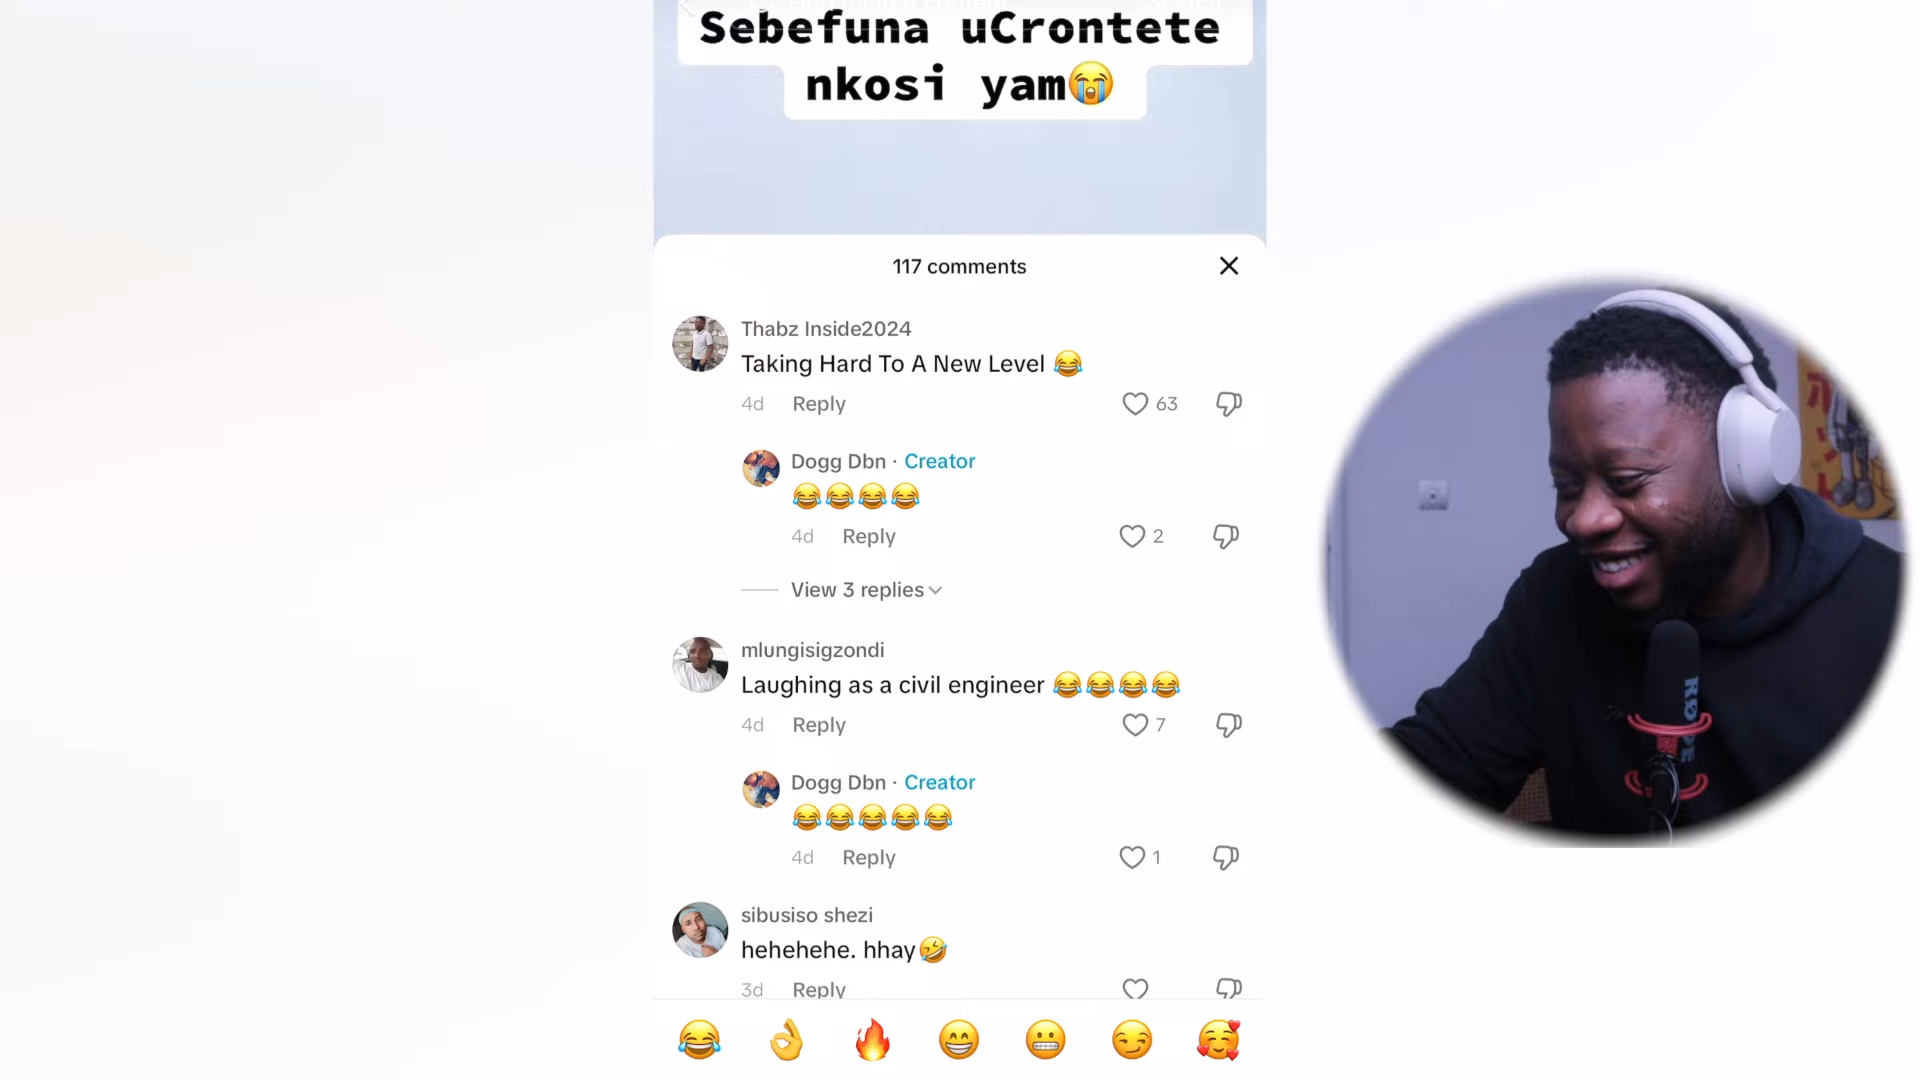 Sebefuna uCrontete
nkosi yam😭
117 comments
Thabz Inside2024
Taking Hard To A New Level 😂
4d Reply 63
Dogg Dbn · Creator
😂😂😂😂
4d Reply 2
View 3 replies
mlungisigzondi
Laughing as a civil engineer 😂😂😂😂
4d Reply 7
Dogg Dbn · Creator
😂😂😂😂😂
4d Reply 1
sibusiso shezi
hehehehe. hhay🤣
3d Reply
RØDE